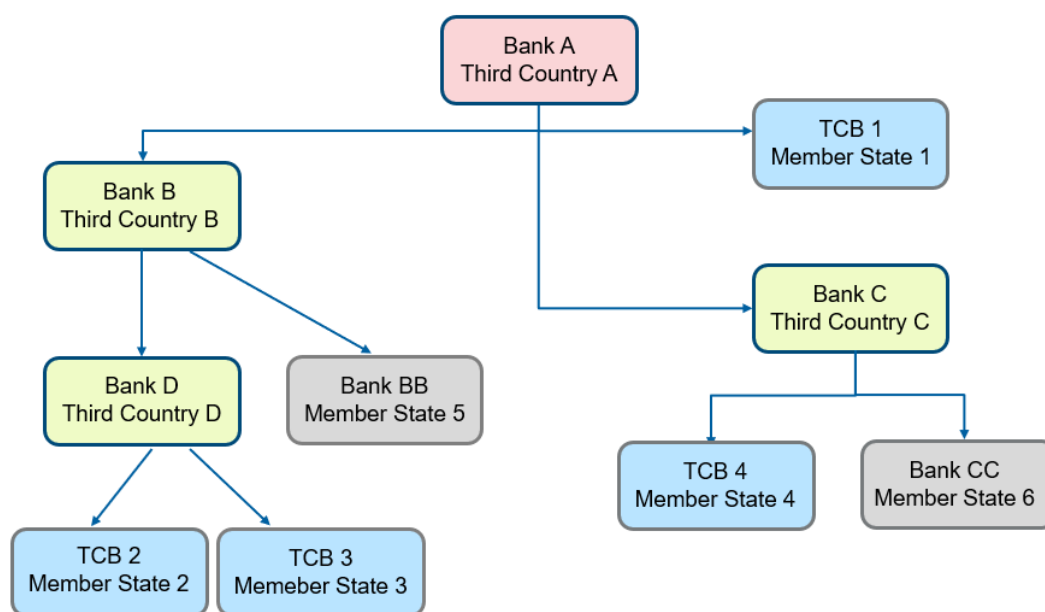 Bank A
Third Country A
TCB 1
Member State 1
Bank B
Third Country B
Bank C
Third Country C
Bank D
Third Country D
Bank BB
Member State 5
TCB 4
Member State 4
Bank CC
Member State 6
TCB 2
Member State 2
TCB 3
Memeber State 3